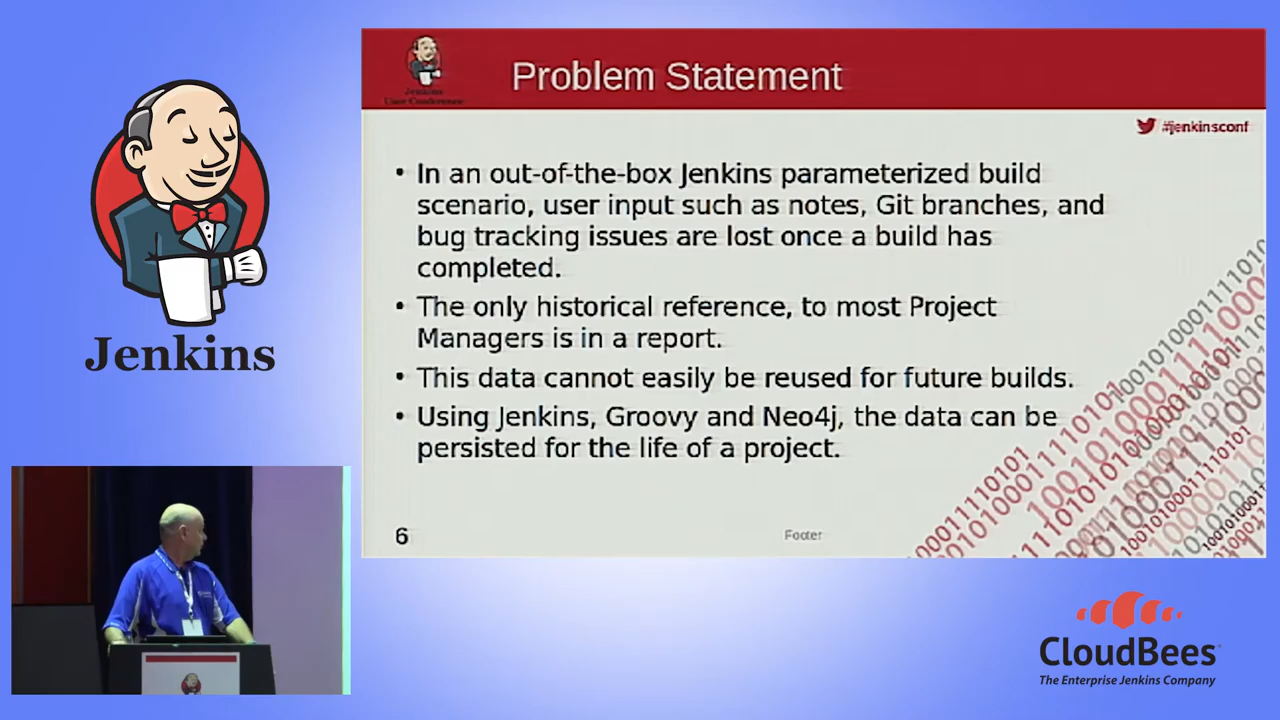 Jenkins
User Conference
Problem Statement
#jenkinsconf
• In an out-of-the-box Jenkins parameterized build
scenario, user input such as notes, Git branches, and
bug tracking issues are lost once a build has
completed.
• The only historical reference, to most Project
Managers is in a report.
• This data cannot easily be reused for future builds.
• Using Jenkins, Groovy and Neo4j, the data can be
persisted for the life of a project.
6
Footer
Jenkins
CloudBees
The Enterprise Jenkins Company